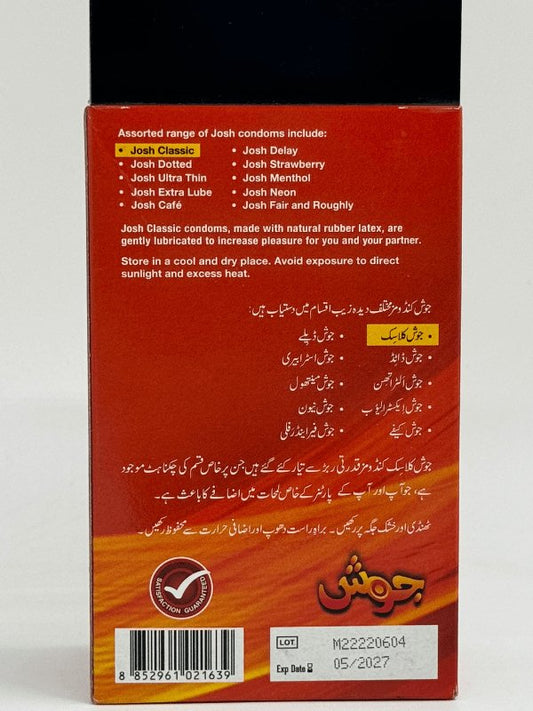 Assorted range of Josh condoms include:
• Josh Classic
• Josh Dotted
• Josh Ultra Thin
• Josh Extra Lube
• Josh Café
• Josh Delay
• Josh Strawberry
• Josh Menthol
• Josh Neon
• Josh Fair and Roughly
Josh Classic condoms, made with natural rubber latex, are
gently lubricated to increase pleasure for you and your partner.
Store in a cool and dry place. Avoid exposure to direct
sunlight and excess heat.
جوش کنڈومز مختلف دیدہ زیب اقسام میں دستیاب ہیں:
• جوش کلاسِک
• جوش ڈاٹڈ
• جوش الٹرا تِھن
• جوش ایکسٹرا لیُوب
• جوش کیفے
• جوش ڈیلے
• جوش اسٹرابیری
• جوش مینتھول
• جوش نیون
• جوش فیئر اینڈ رفلی
جوش کلاسِک کنڈومز قدرتی ربڑ سے تیار کئے گئے ہیں جن پر خاص قسم کی چکناہٹ موجود
ہے، جو آپ اور آپ کے پارٹنر کے خاص لمحات میں اضافے کا باعث ہے۔
ٹھنڈی اور خشک جگہ پر رکھیں۔ براہِ راست دھوپ اور اضافی حرارت سے محفوظ رکھیں۔
SATISFACTION GUARANTEED
جوش
8 852961 021639
LOT M22220604
Exp Date 05/2027